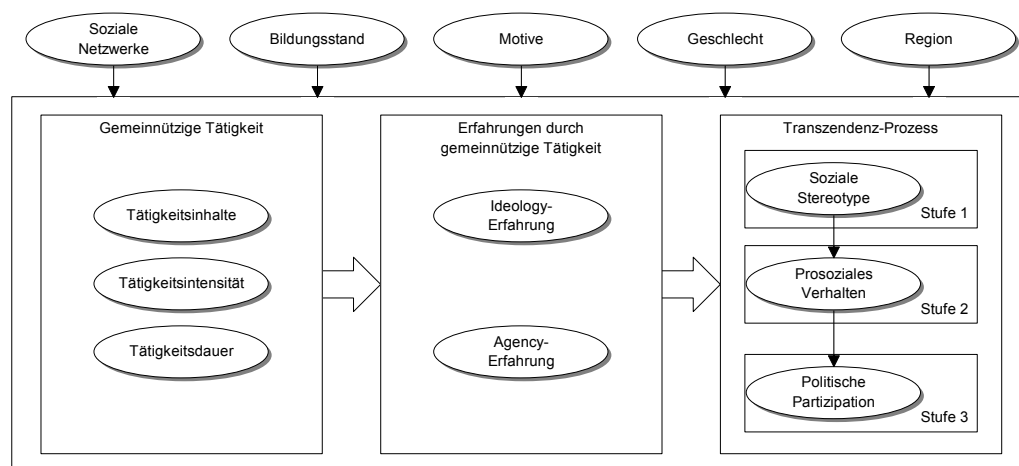 Soziale
Netzwerke
Bildungsstand
Motive
Geschlecht
Region
Gemeinnützige Tätigkeit
Tätigkeitsinhalte
Tätigkeitsintensität
Tätigkeitsdauer
Erfahrungen durch
gemeinnützige Tätigkeit
Ideology-
Erfahrung
Agency-
Erfahrung
Transzendenz-Prozess
Soziale
Stereotype
Stufe 1
Prosoziales
Verhalten
Stufe 2
Politische
Partizipation
Stufe 3